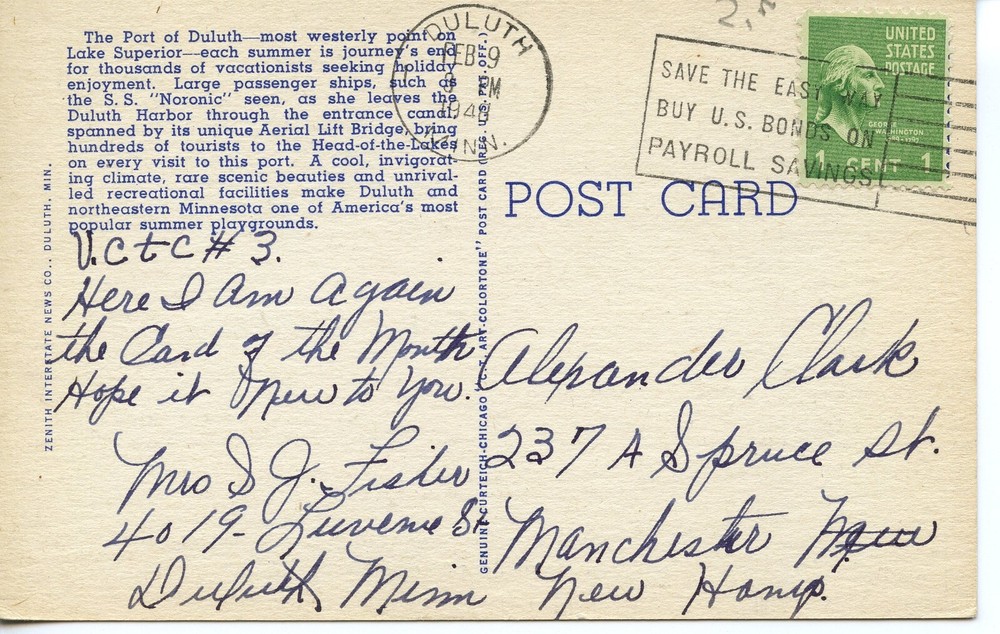 The Port of Duluth—most westerly point on
Lake Superior—each summer is journey's end
for thousands of vacationists seeking holiday
enjoyment. Large passenger ships, such as
the S.S. "Noronic" seen, as she leaves the
Duluth Harbor through the entrance canal
spanned by its unique Aerial Lift Bridge, bring
hundreds of tourists to the Head-of-the-Lakes
on every visit to this port. A cool, invigorat-
ing climate, rare scenic beauties and unrival-
led recreational facilities make Duluth and
northeastern Minnesota one of America's most
popular summer playgrounds.
V.C & C # 3.
Here I Am Again
the Card of the Month
Hope it New to You.
Mrs S J. Fisher
4019- Luverne St
Duluth Minn
ZENITH INTERSTATE NEWS CO., DULUTH, MIN.
GENUINE CURTEICH-CHICAGO "C.T. ART-COLORTONE" POST CARD (REG. U.S. PAT. OFF.)
DULUTH
FEB 9
PM
MINN.
SAVE THE EASY WAY
BUY U.S. BONDS ON
PAYROLL SAVINGS
UNITED
STATES
POSTAGE
GEORGE
WASHINGTON
1 CENT 1
POST CARD
Alexander Clark
237 A Spruce St.
Manchester
New Hamp.